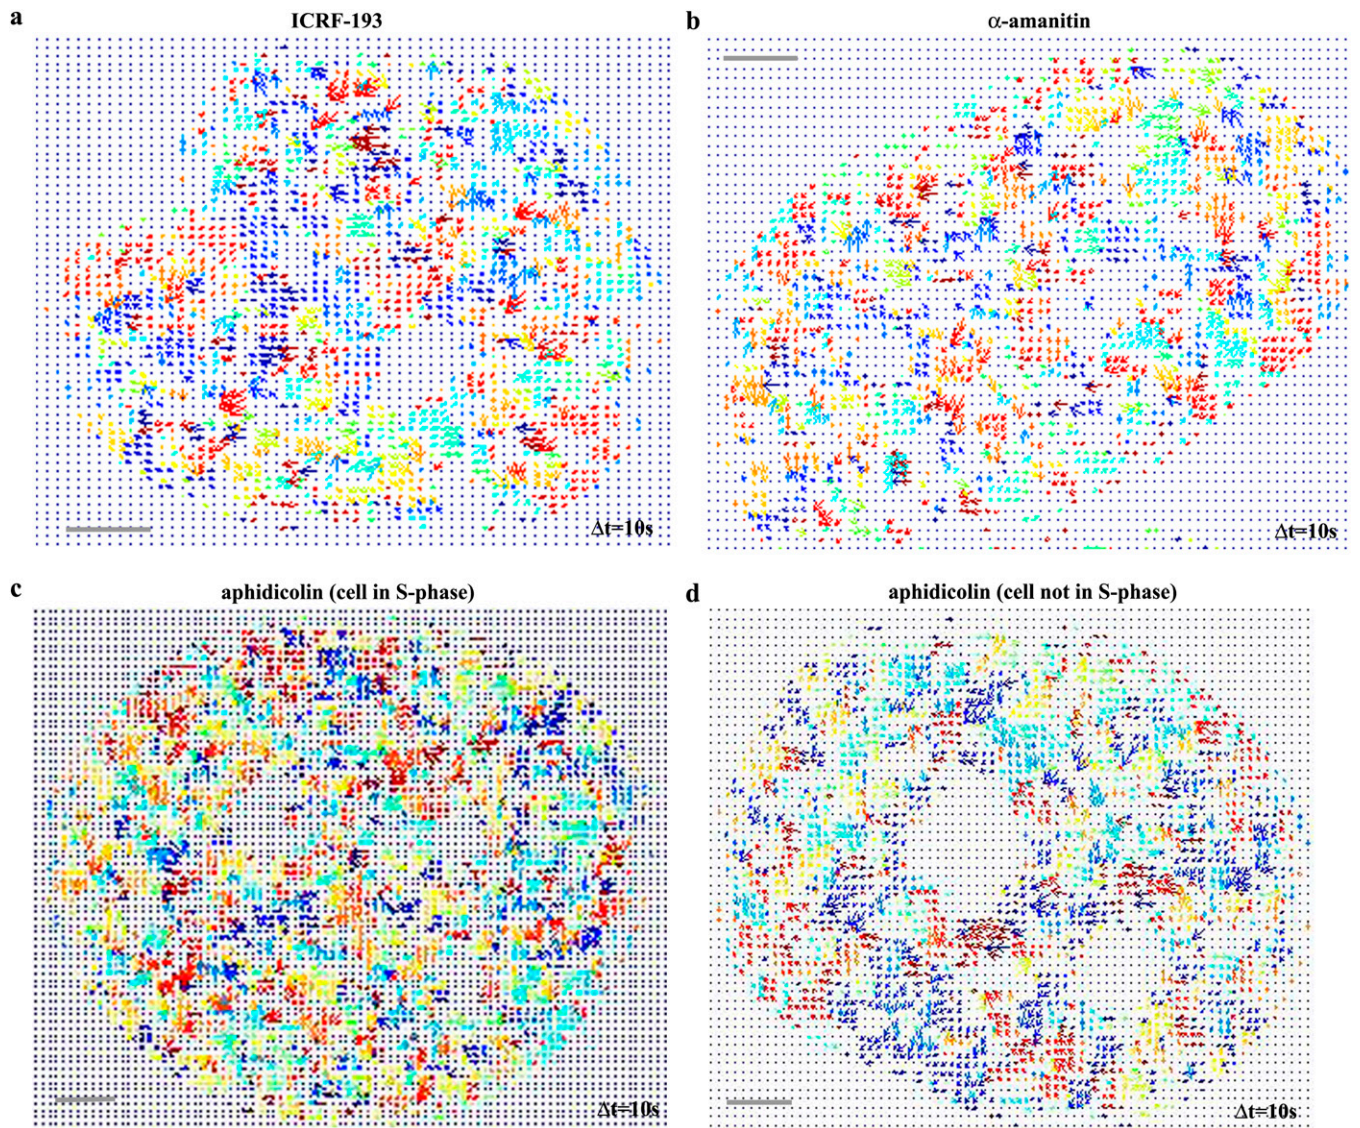 a
ICRF-193
Δt=10s
b
α-amanitin
Δt=10s
c
aphidicolin (cell in S-phase)
Δt=10s
d
aphidicolin (cell not in S-phase)
Δt=10s